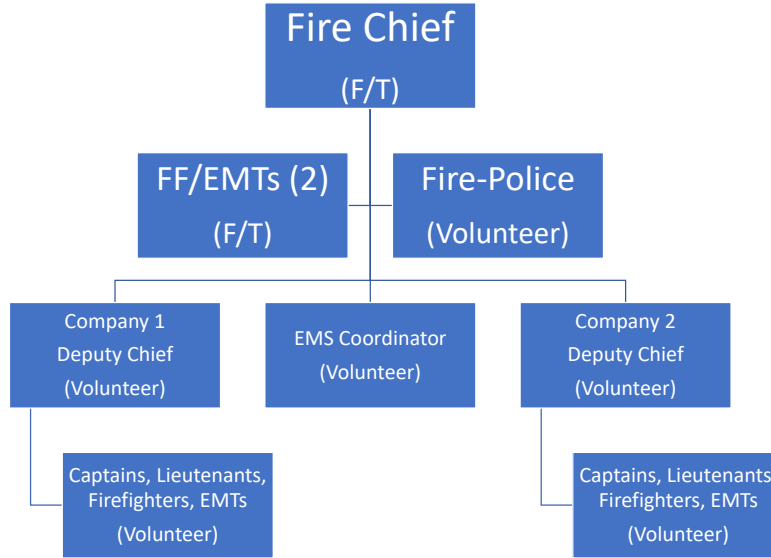 Fire Chief
(F/T)
FF/EMTs (2)
(F/T)
Fire-Police
(Volunteer)
Company 1
Deputy Chief
(Volunteer)
EMS Coordinator
(Volunteer)
Company 2
Deputy Chief
(Volunteer)
Captains, Lieutenants,
Firefighters, EMTs
(Volunteer)
Captains, Lieutenants
Firefighters, EMTs
(Volunteer)